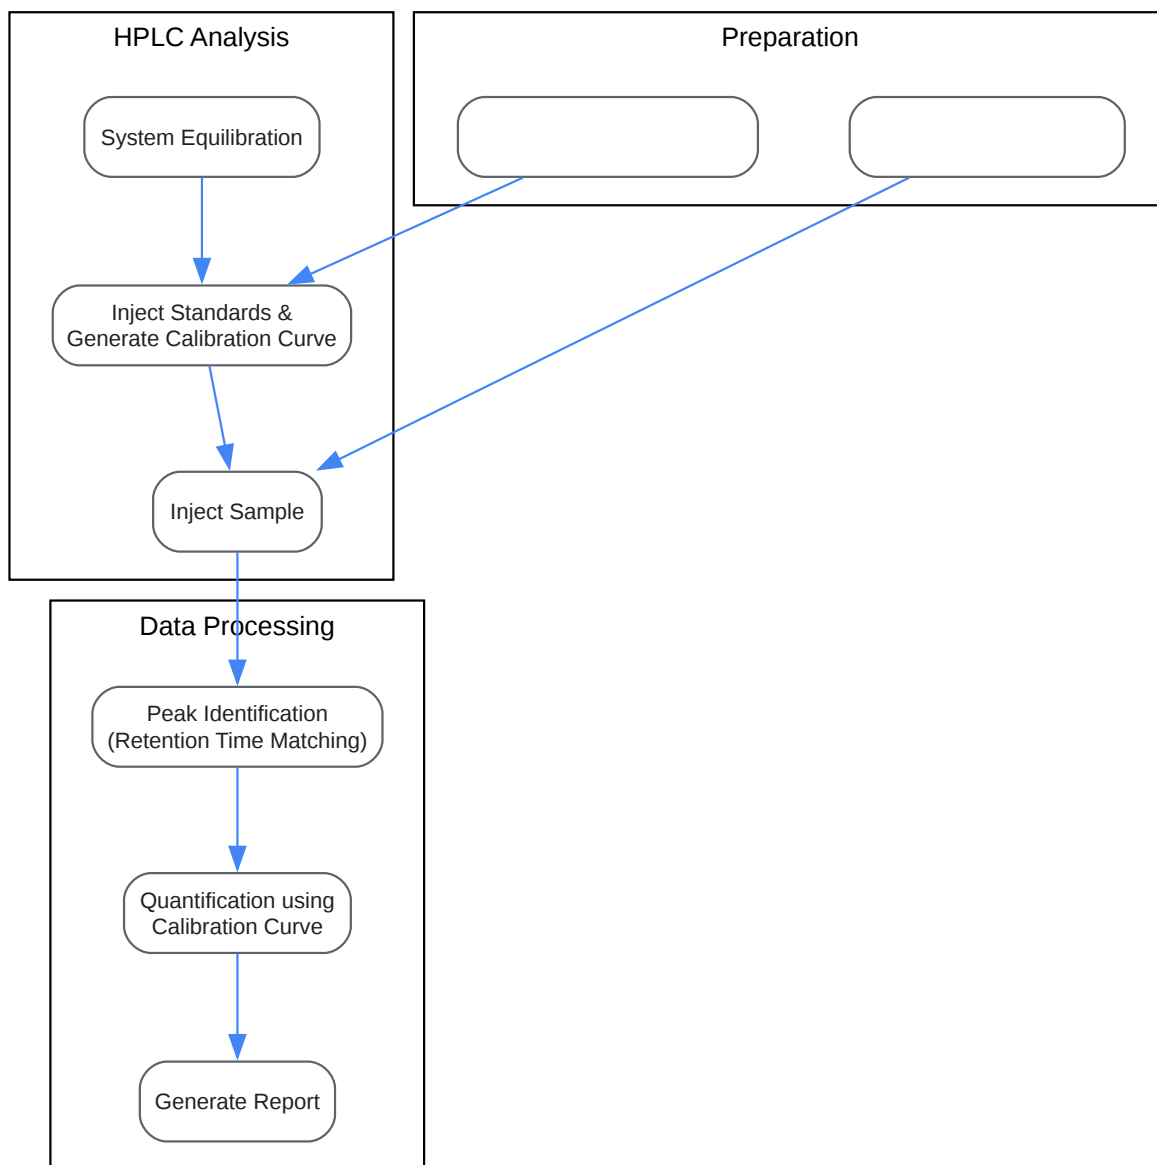 HPLC Analysis
Preparation
System Equilibration
Inject Standards &
Generate Calibration Curve
Inject Sample
Data Processing
Peak Identification
(Retention Time Matching)
Quantification using
Calibration Curve
Generate Report